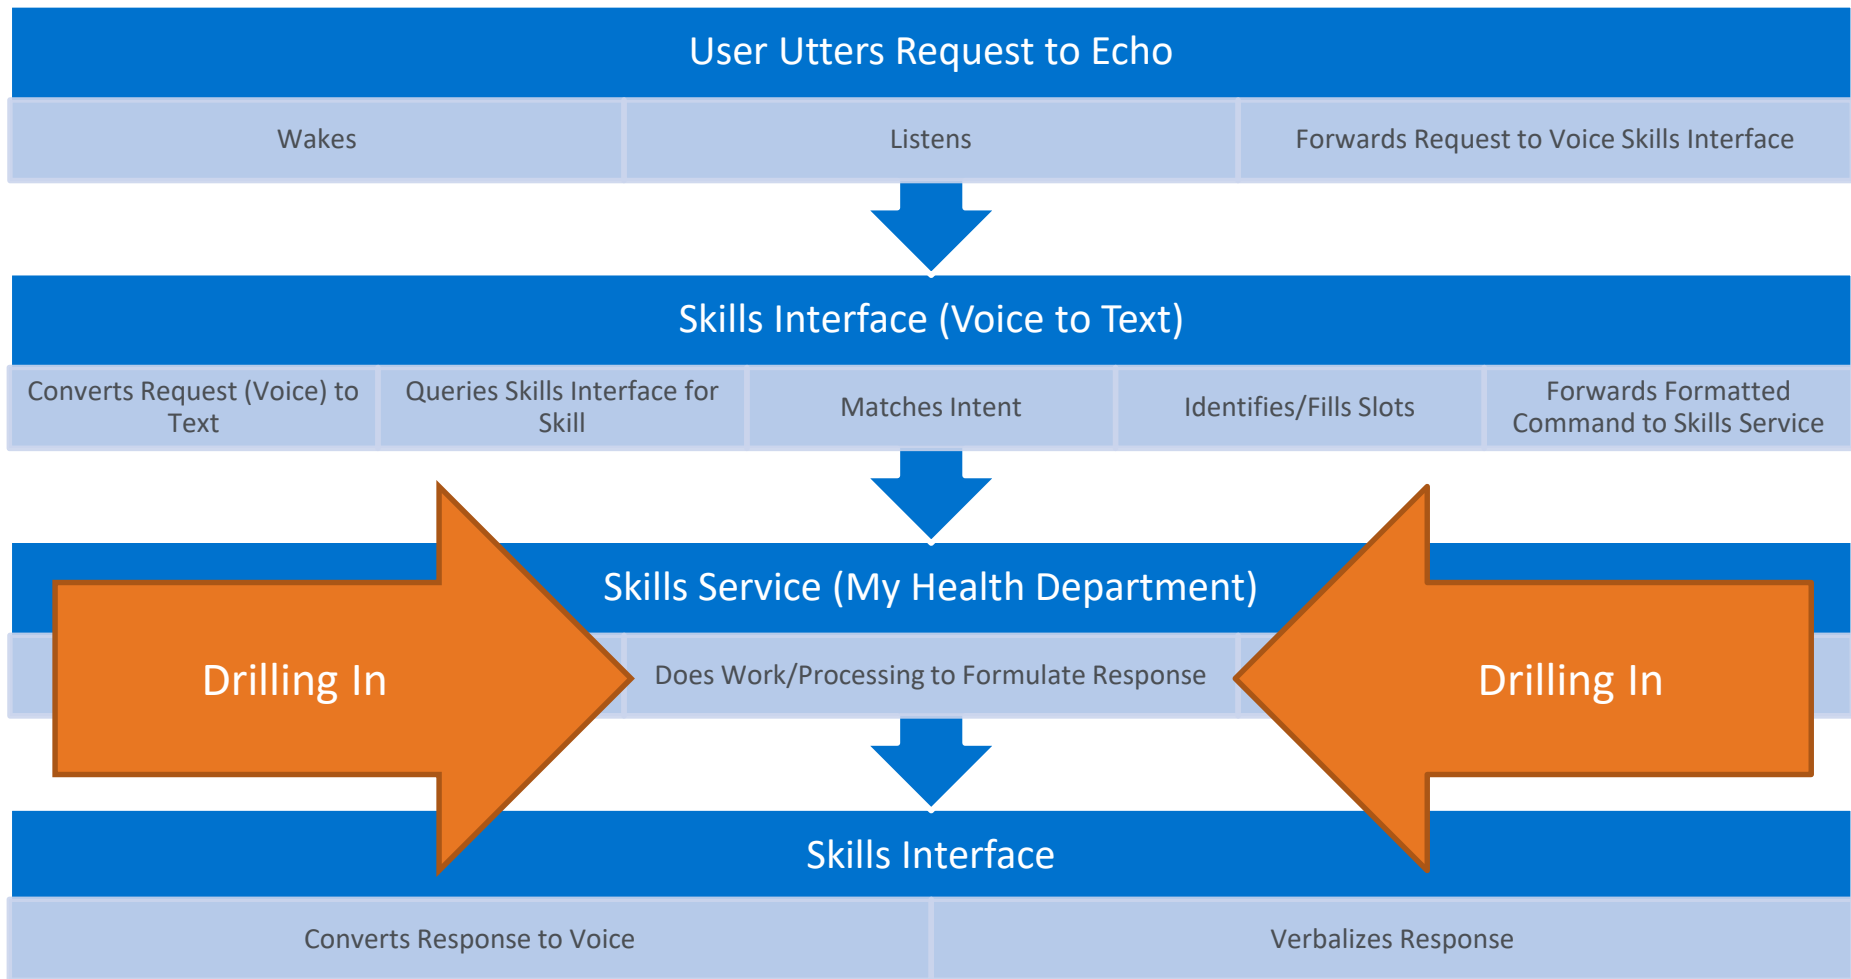 User Utters Request to Echo
Wakes
Listens
Forwards Request to Voice Skills Interface
Skills Interface (Voice to Text)
Converts Request (Voice) to
Text
Queries Skills Interface for
Skill
Matches Intent
Identifies/Fills Slots
Forwards Formatted
Command to Skills Service
Skills Service (My Health Department)
Drilling In
Does Work/Processing to Formulate Response
Drilling In
Skills Interface
Converts Response to Voice
Verbalizes Response